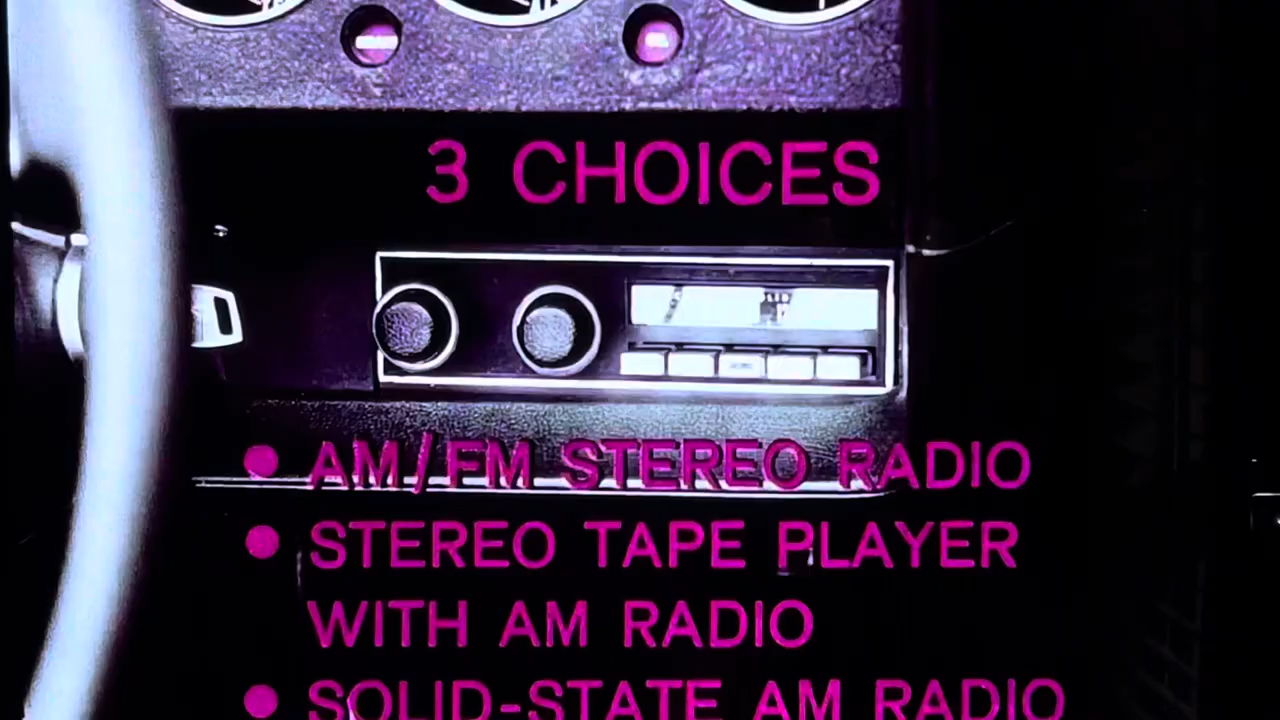 3 CHOICES
• AM/FM STEREO RADIO
• STEREO TAPE PLAYER
WITH AM RADIO
• SOLID-STATE AM RADIO